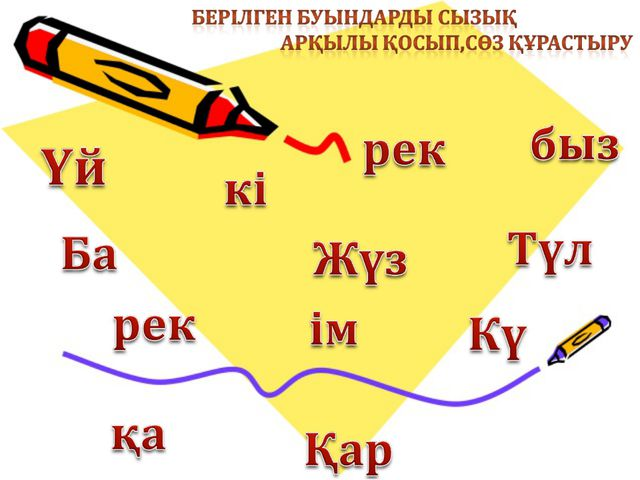 БЕРІЛГЕН БУЫНДАРДЫ СЫЗЫҚ
АРҚЫЛЫ ҚОСЫП,СӨЗ ҚҰРАСТЫРУ
Үй кі рек быз
Ба Жүз Түл
рек ім Кү
қа Қар